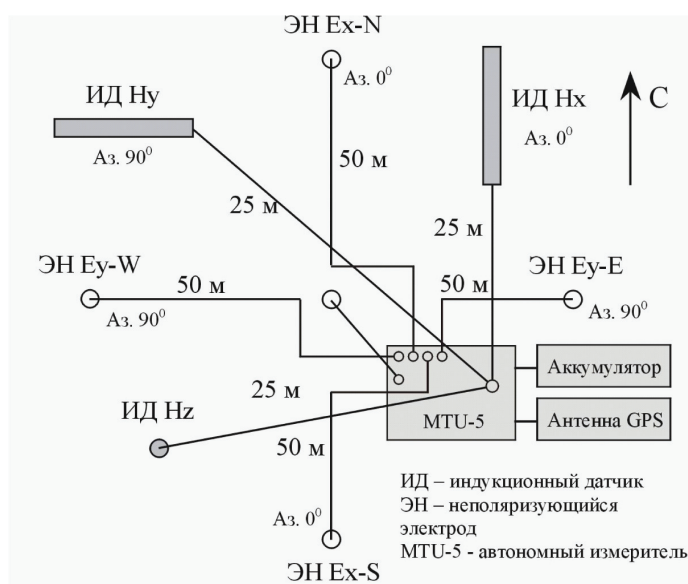 ЭН Ex-N
Аз. 0⁰
ИД Hy
Аз. 90⁰
ИД Hx
Аз. 0⁰
С
50 м
25 м
25 м
ЭН Ey-W
50 м
Аз. 90⁰
50 м
ЭН Ey-E
Аз. 90⁰
ИД Hz
25 м
50 м
MTU-5
Аккумулятор
Антенна GPS
Аз. 0⁰
ЭН Ex-S
ИД – индукционный датчик
ЭН – неполяризующийся
электрод
MTU-5 - автономный измеритель